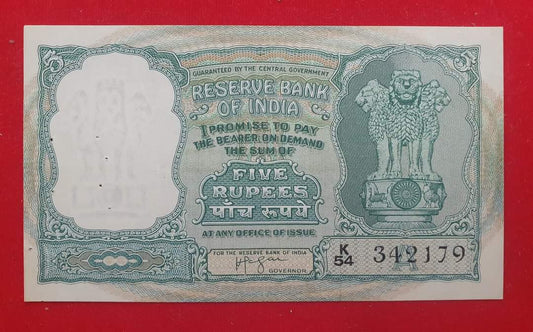 GUARANTEED BY THE CENTRAL GOVERNMENT
RESERVE BANK
OF INDIA
I PROMISE TO PAY
THE BEARER ON DEMAND
THE SUM OF
FIVE
RUPEES
पाँच रूपये
AT ANY OFFICE OF ISSUE
FOR THE RESERVE BANK OF INDIA
GOVERNOR
K/54 342179
A